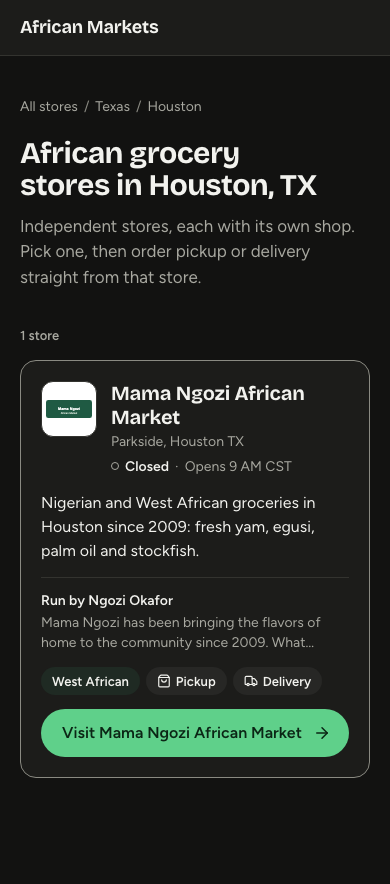 African Markets
All stores / Texas / Houston
African grocery
stores in Houston, TX
Independent stores, each with its own shop.
Pick one, then order pickup or delivery
straight from that store.
1 store
Mama Ngozi
Mama Ngozi African
Market
Parkside, Houston TX
Closed · Opens 9 AM CST
Nigerian and West African groceries in
Houston since 2009: fresh yam, egusi,
palm oil and stockfish.
Run by Ngozi Okafor
Mama Ngozi has been bringing the flavors of
home to the community since 2009. What...
West African
Pickup
Delivery
Visit Mama Ngozi African Market